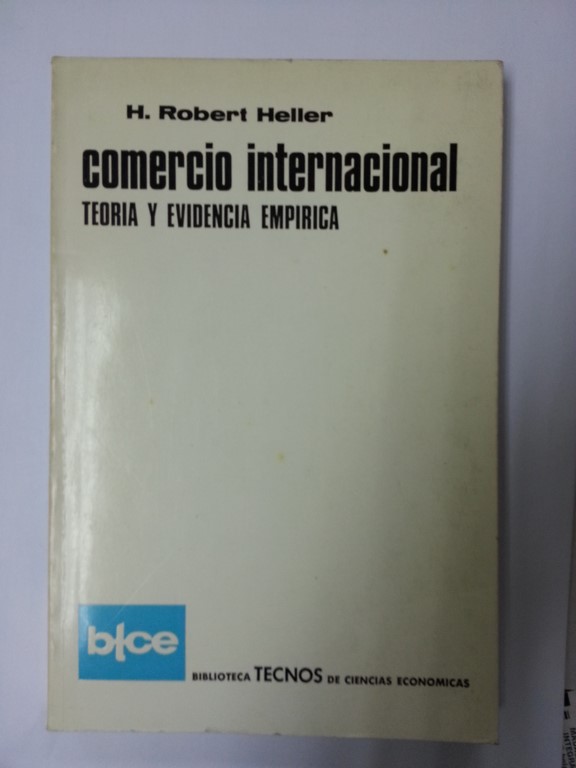 H. Robert Heller
comercio internacional
TEORIA Y EVIDENCIA EMPIRICA
btce
BIBLIOTECA TECNOS DE CIENCIAS ECONOMICAS